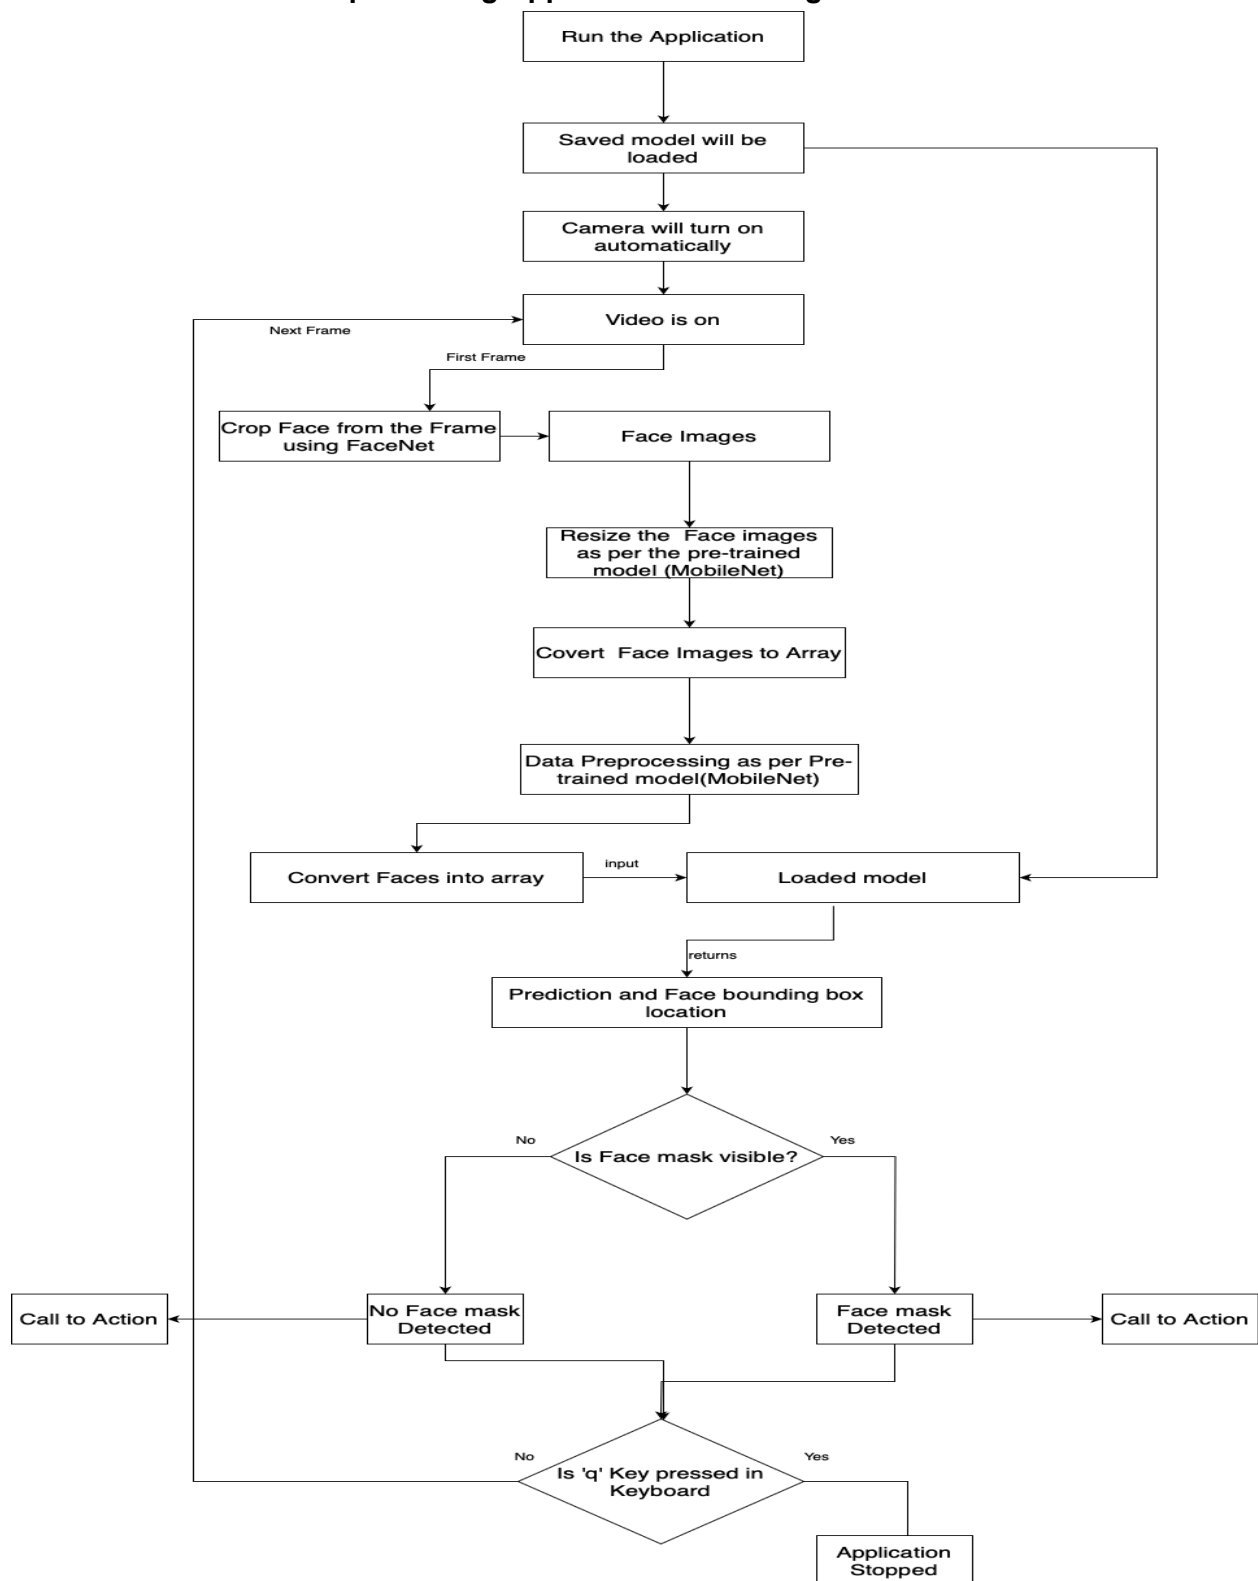 Run the Application
Saved model will be
loaded
Camera will turn on
automatically
Video is on
Next Frame
First Frame
Crop Face from the Frame
using FaceNet
Face Images
Resize the Face images
as per the pre-trained
model (MobileNet)
Covert Face Images to Array
Data Preprocessing as per Pre-
trained model(MobileNet)
Convert Faces into array
input
Loaded model
returns
Prediction and Face bounding box
location
No
Yes
Is Face mask visible?
Call to Action
No Face mask
Detected
Face mask
Detected
Call to Action
No
Yes
Is 'q' Key pressed in
Keyboard
Application
Stopped